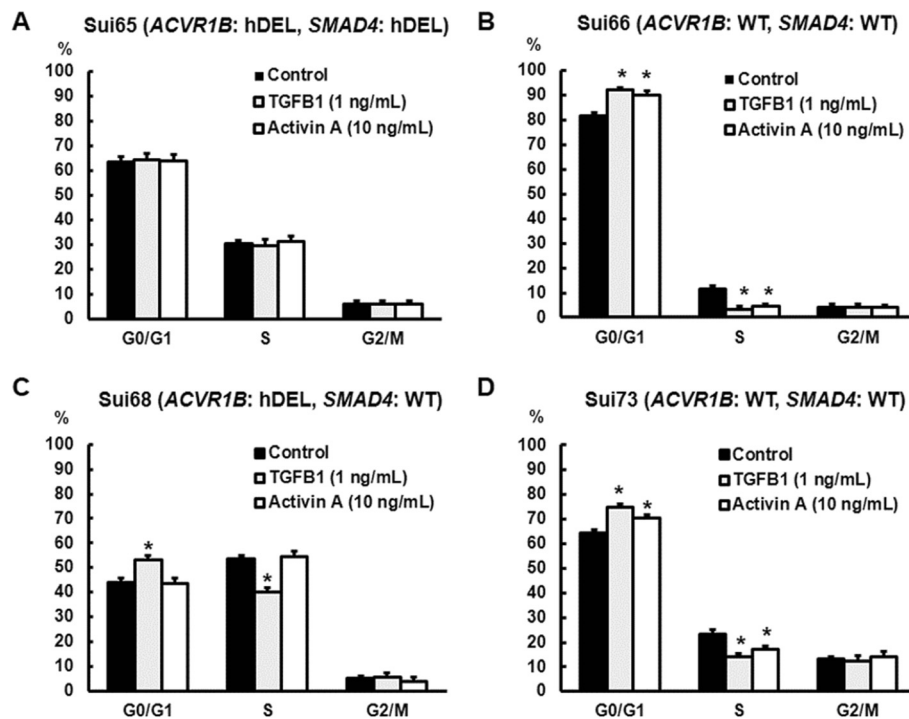 A
Sui65 (ACVR1B: hDEL, SMAD4: hDEL)
%
100
90
80
70
60
50
40
30
20
10
0
Control
TGFB1 (1 ng/mL)
Activin A (10 ng/mL)
G0/G1 S G2/M
B
Sui66 (ACVR1B: WT, SMAD4: WT)
%
100
90
80
70
60
50
40
30
20
10
0
* *
* *
Control
TGFB1 (1 ng/mL)
Activin A (10 ng/mL)
G0/G1 S G2/M
C
Sui68 (ACVR1B: hDEL, SMAD4: WT)
%
100
90
80
70
60
50
40
30
20
10
0
*
*
Control
TGFB1 (1 ng/mL)
Activin A (10 ng/mL)
G0/G1 S G2/M
D
Sui73 (ACVR1B: WT, SMAD4: WT)
%
100
90
80
70
60
50
40
30
20
10
0
* *
* *
Control
TGFB1 (1 ng/mL)
Activin A (10 ng/mL)
G0/G1 S G2/M